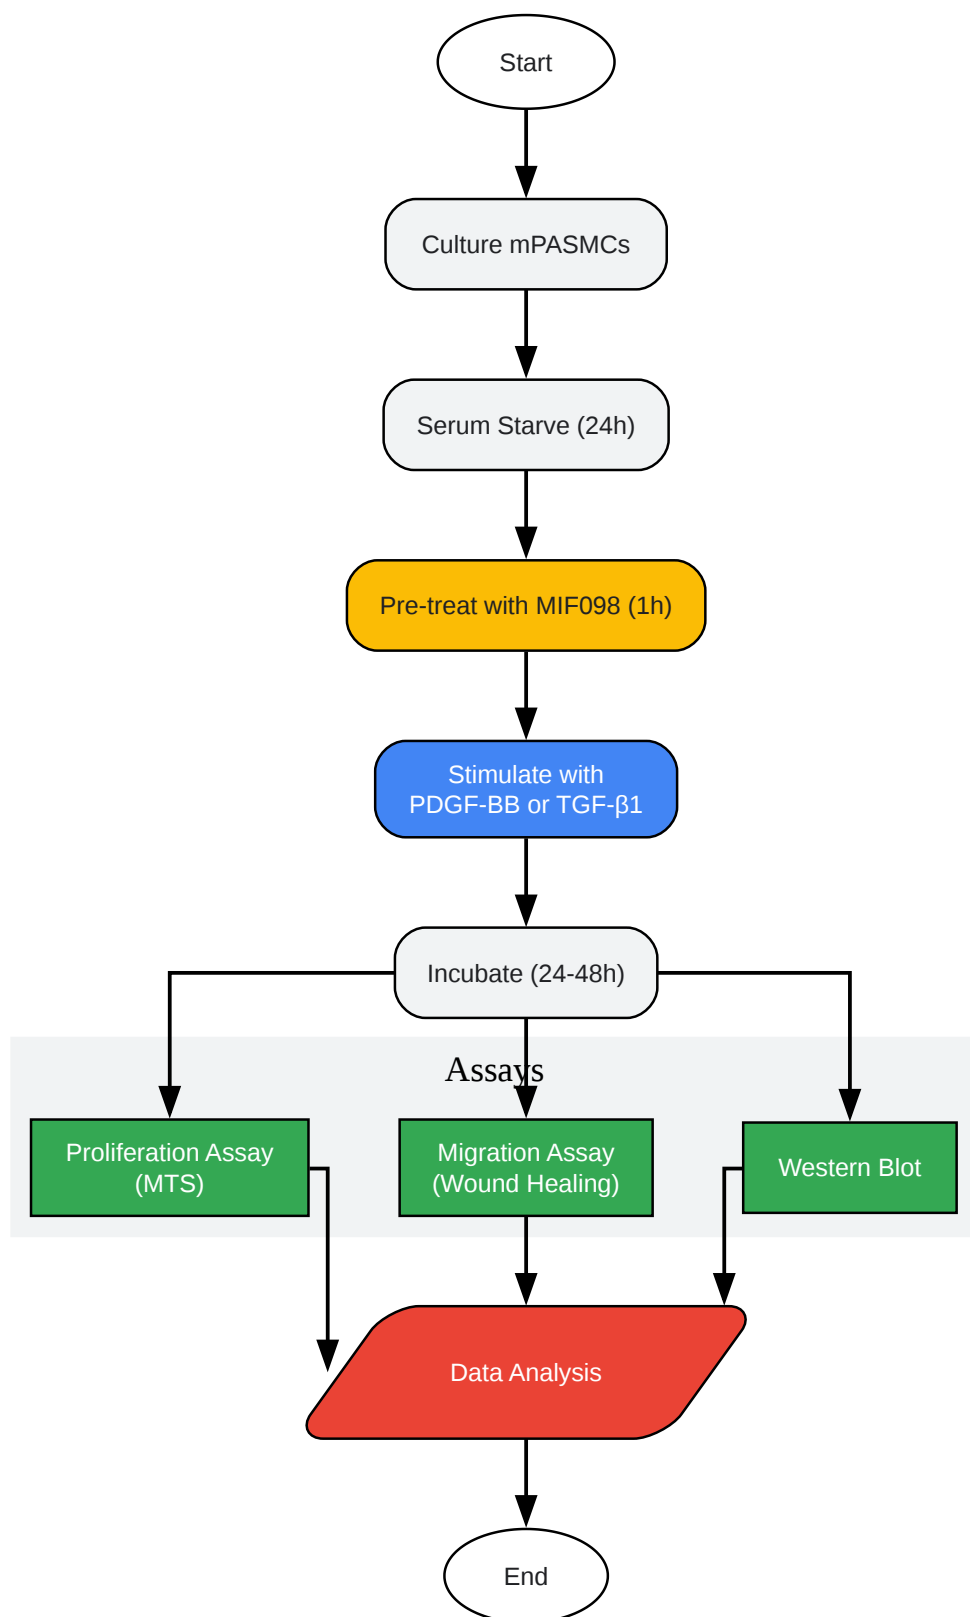 Start
Culture mPASMCs
Serum Starve (24h)
Pre-treat with MIF098 (1h)
Stimulate with
PDGF-BB or TGF-β1
Incubate (24-48h)
Assays
Proliferation Assay
(MTS)
Migration Assay
(Wound Healing)
Western Blot
Data Analysis
End